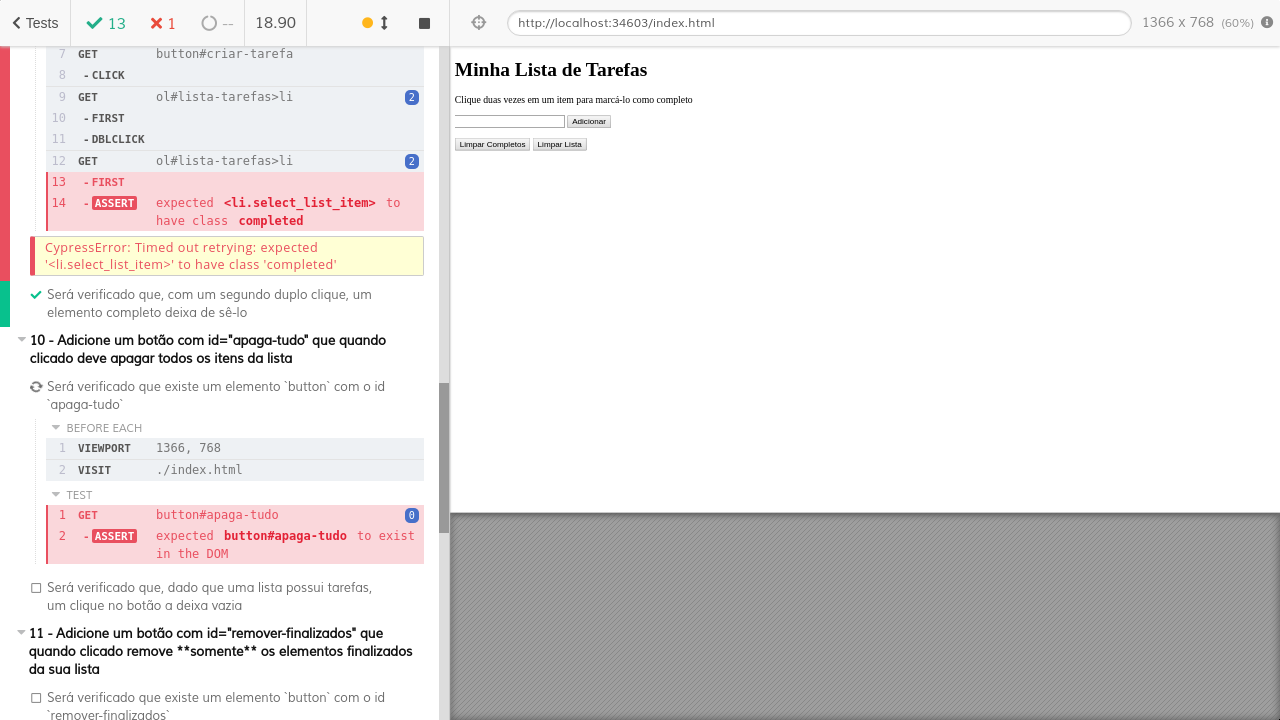 Tests 13 1 -- 18.90
http://localhost:34603/index.html 1366 x 768 (60%)
7 GET button#criar-tarefa
8 - CLICK
9 GET ol#lista-tarefas>li 2
10 - FIRST
11 - DBLCLICK
12 GET ol#lista-tarefas>li 2
13 - FIRST
14 - ASSERT expected <li.select_list_item> to
have class completed
CypressError: Timed out retrying: expected
'<li.select_list_item>' to have class 'completed'
Será verificado que, com um segundo duplo clique, um
elemento completo deixa de sê-lo
10 - Adicione um botão com id="apaga-tudo" que quando
clicado deve apagar todos os itens da lista
Será verificado que existe um elemento `button` com o id
`apaga-tudo`
BEFORE EACH
1 VIEWPORT 1366, 768
2 VISIT ./index.html
TEST
1 GET button#apaga-tudo 0
2 - ASSERT expected button#apaga-tudo to exist
in the DOM
Será verificado que, dado que uma lista possui tarefas,
um clique no botão a deixa vazia
11 - Adicione um botão com id="remover-finalizados" que
quando clicado remove **somente** os elementos finalizados
da sua lista
Será verificado que existe um elemento `button` com o id
`remover-finalizados`
Minha Lista de Tarefas
Clique duas vezes em um item para marcá-lo como completo
Adicionar
Limpar Completos Limpar Lista